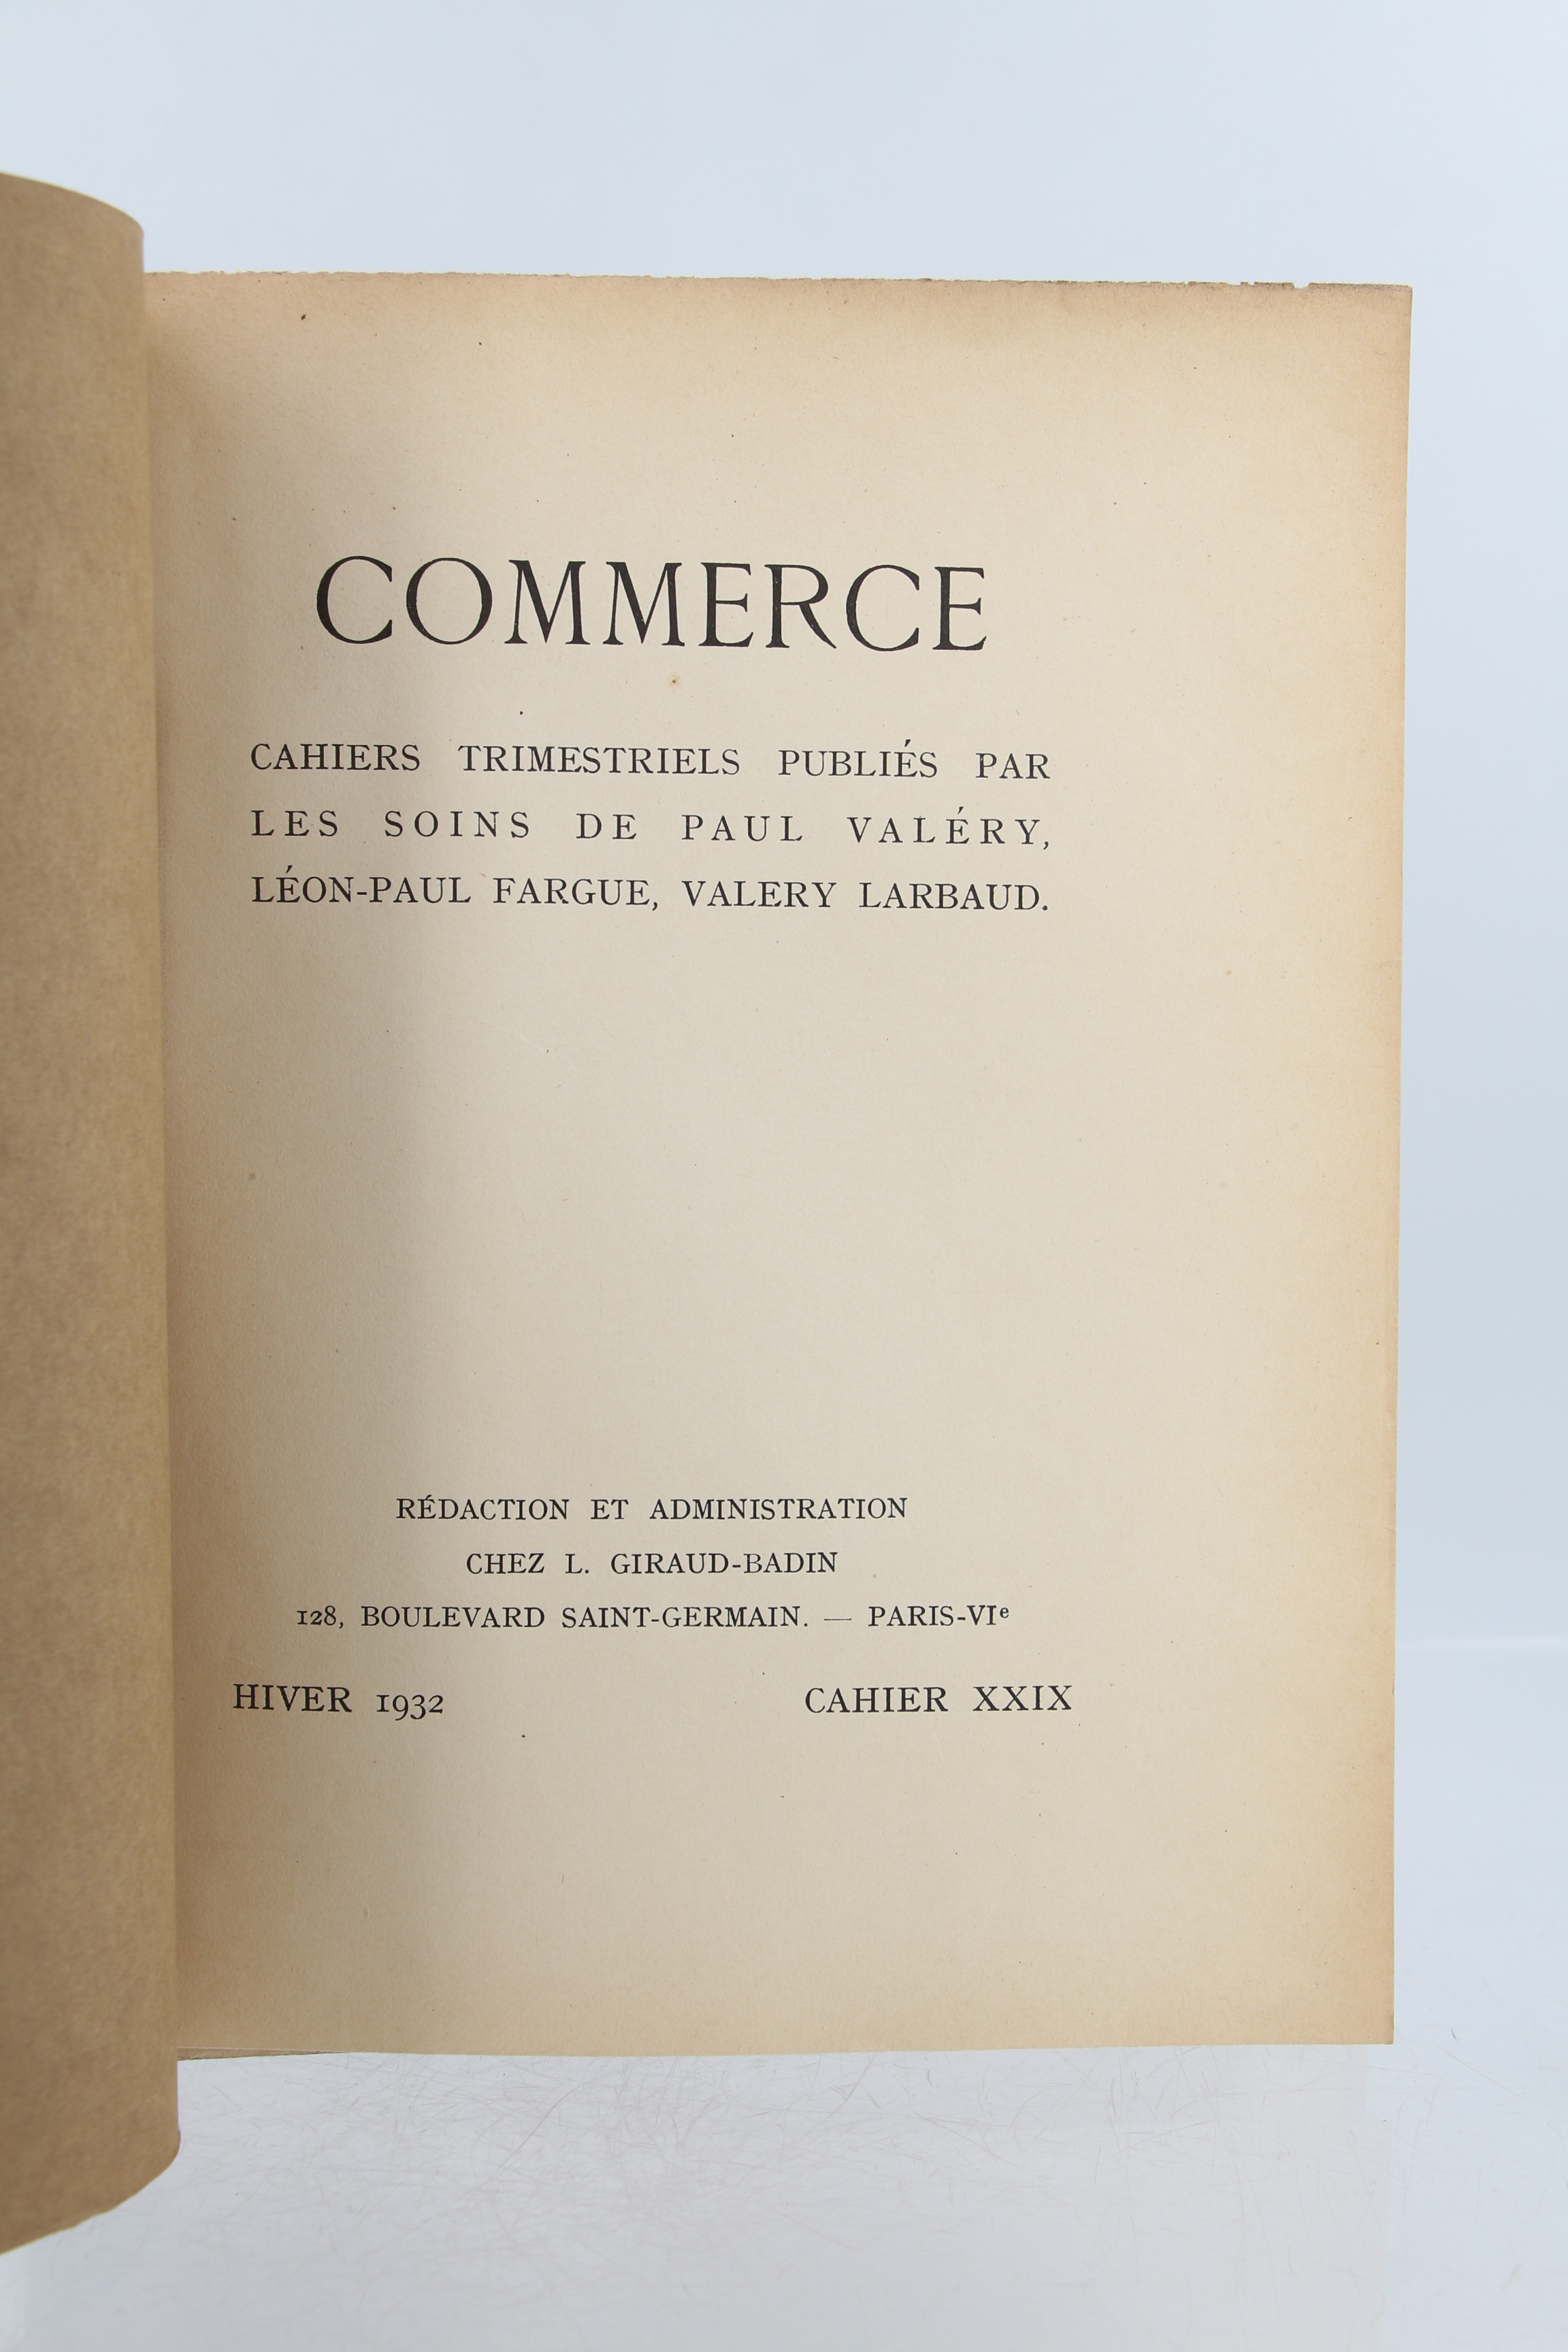 COMMERCE
CAHIERS TRIMESTRIELS PUBLIÉS PAR
LES SOINS DE PAUL VALÉRY,
LÉON-PAUL FARGUE, VALERY LARBAUD.
RÉDACTION ET ADMINISTRATION
CHEZ L. GIRAUD-BADIN
128, BOULEVARD SAINT-GERMAIN. — PARIS-VIe
HIVER 1932 CAHIER XXIX